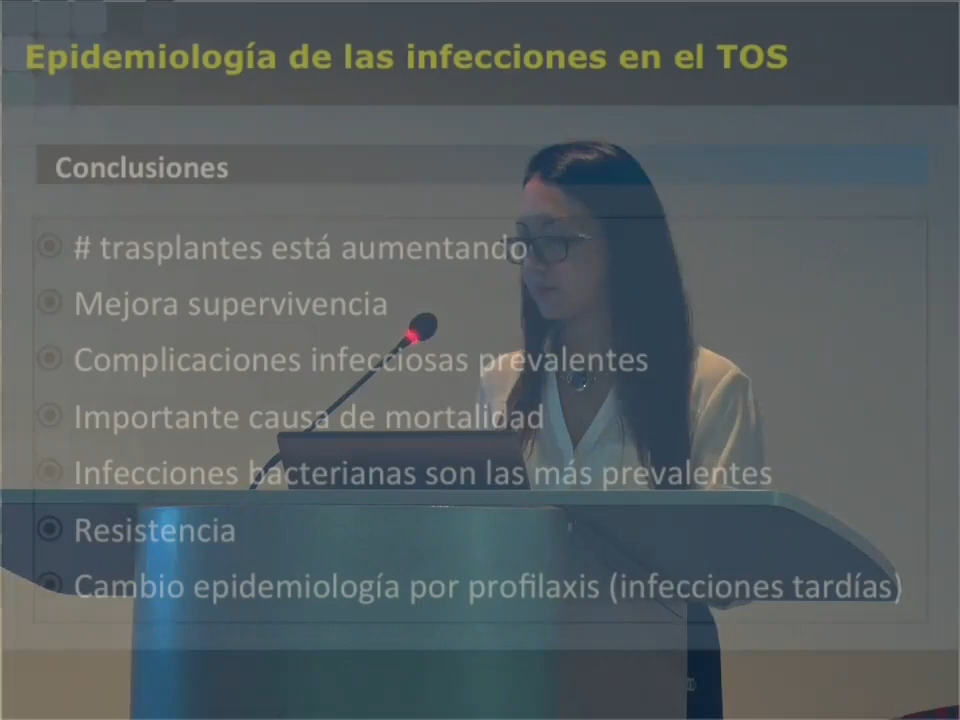 Epidemiología de las infecciones en el TOS
Conclusiones
# trasplantes está aumentando
Mejora supervivencia
Complicaciones infecciosas prevalentes
Importante causa de mortalidad
Infecciones bacterianas son las más prevalentes
Resistencia
Cambio epidemiología por profilaxis (infecciones tardías)